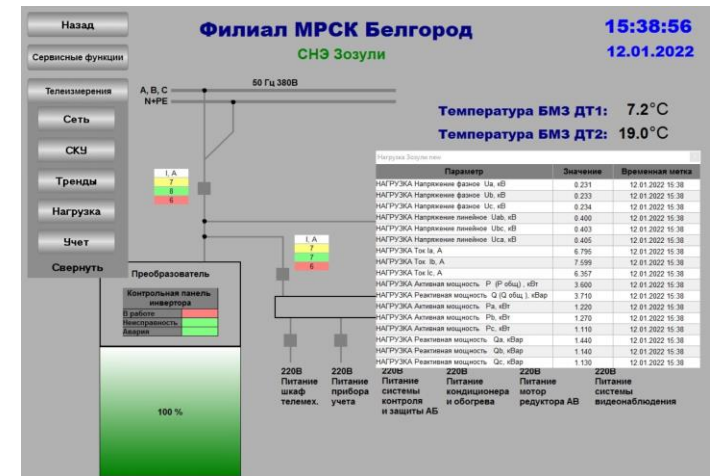 Назад
Филиал МРСК Белгород
15:38:56
Сервисные функции
СНЭ Зозули
12.01.2022
Телеизмерения
A, B, C
50 Гц 380В
N+PE
Сеть
СКУ
Тренды
Нагрузка
Учет
Свернуть
Температура БМЗ ДТ1: 7.2°C
Температура БМЗ ДТ2: 19.0°C
I, A
7
8
6
I, A
7
7
6
Нагрузка Зозули
Параметр Значение Временная метка
НАГРУЗКА Напряжение фазное Ua, кВ 0.231 12.01.2022 15:38
НАГРУЗКА Напряжение фазное Ub, кВ 0.233 12.01.2022 15:38
НАГРУЗКА Напряжение фазное Uc, кВ 0.234 12.01.2022 15:38
НАГРУЗКА Напряжение линейное Uab, кВ 0.400 12.01.2022 15:38
НАГРУЗКА Напряжение линейное Ubc, кВ 0.403 12.01.2022 15:38
НАГРУЗКА Напряжение линейное Uca, кВ 0.405 12.01.2022 15:38
НАГРУЗКА Ток Ia, А 6.795 12.01.2022 15:38
НАГРУЗКА Ток Ib, А 7.599 12.01.2022 15:38
НАГРУЗКА Ток Ic, А 6.357 12.01.2022 15:38
НАГРУЗКА Активная мощность P (P общ) , кВт 3.600 12.01.2022 15:38
НАГРУЗКА Реактивная мощность Q (Q общ ), кВар 3.710 12.01.2022 15:38
НАГРУЗКА Активная мощность Pa, кВт 1.220 12.01.2022 15:38
НАГРУЗКА Активная мощность Pb, кВт 1.270 12.01.2022 15:38
НАГРУЗКА Активная мощность Pc, кВт 1.110 12.01.2022 15:38
НАГРУЗКА Реактивная мощность Qa, кВар 1.440 12.01.2022 15:38
НАГРУЗКА Реактивная мощность Qb, кВар 1.140 12.01.2022 15:38
НАГРУЗКА Реактивная мощность Qc, кВар 1.130 12.01.2022 15:38
Преобразователь
Контрольная панель
инвертора
В работе
Неисправность
Авария
100 %
220В
Питание
шкаф
телемех.
220В
Питание
прибора
учета
220В
Питание
системы
контроля
и защиты АБ
220В
Питание
кондиционера
и обогрева
220В
Питание
мотор
редуктора АВ
220В
Питание
системы
видеонаблюдения